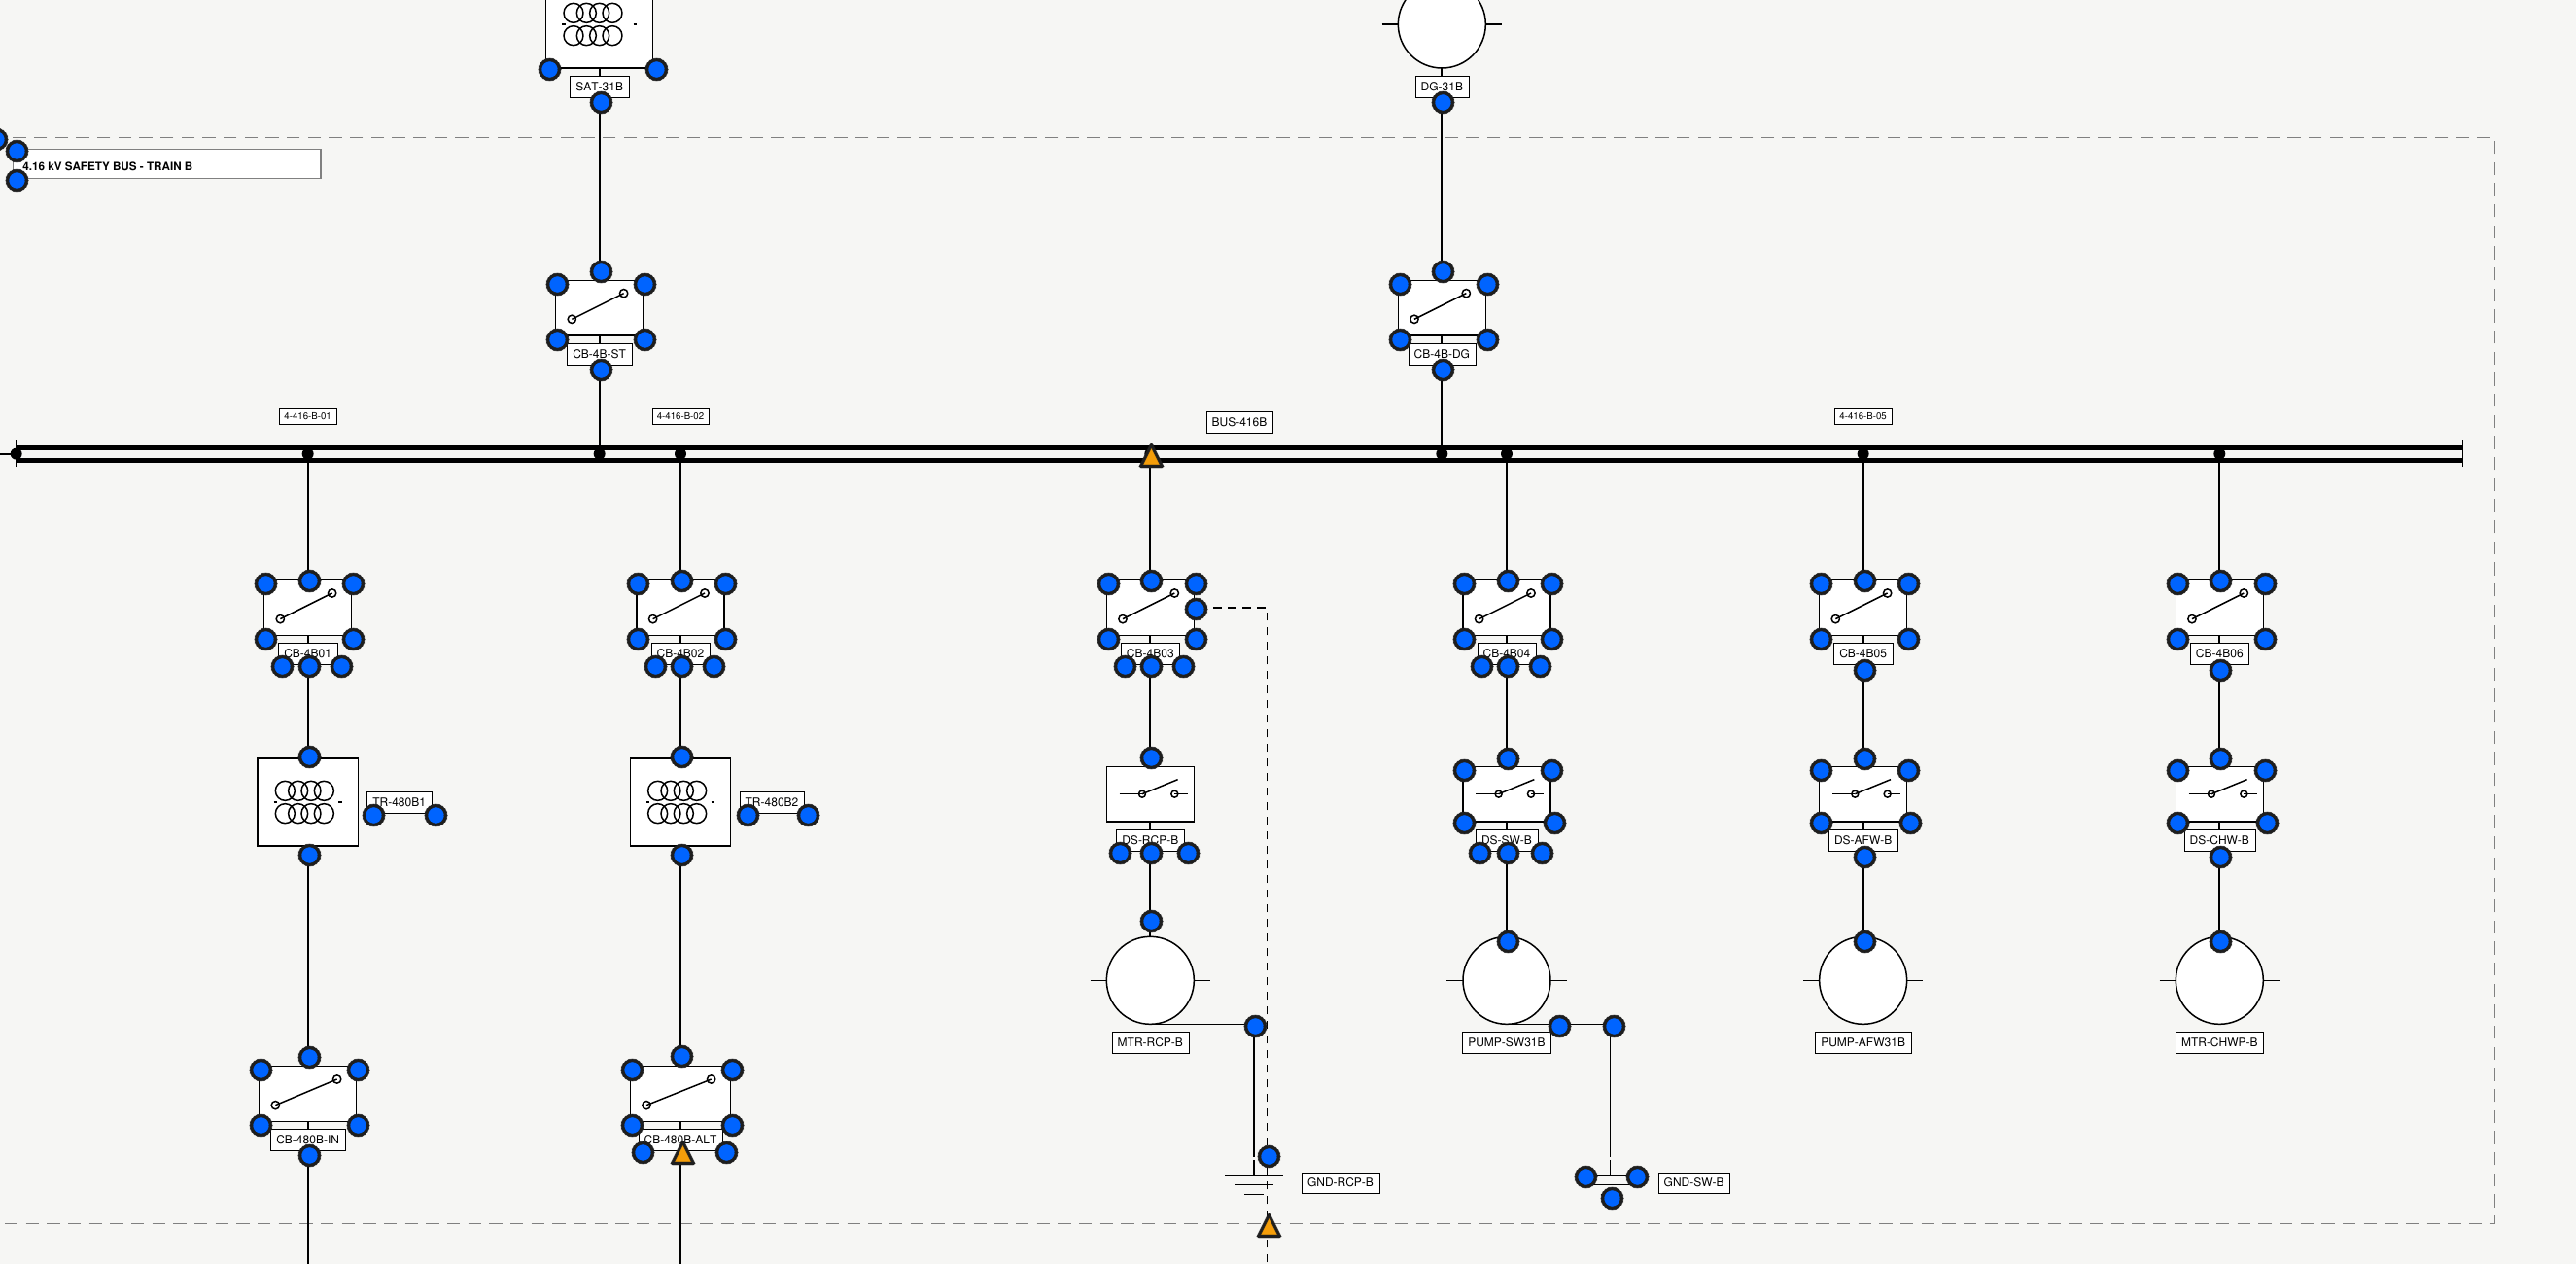 SAT-31B
DG-31B
4.16 kV SAFETY BUS - TRAIN B
CB-4B-ST
CB-4B-DG
4-416-B-01
4-416-B-02
BUS-416B
4-416-B-05
CB-4B01
CB-4B02
CB-4B03
CB-4B04
CB-4B05
CB-4B06
TR-480B1
TR-480B2
DS-RCP-B
DS-SW-B
DS-AFW-B
DS-CHW-B
MTR-RCP-B
PUMP-SW31B
PUMP-AFW31B
MTR-CHWP-B
CB-480B-IN
CB-480B-ALT
GND-RCP-B
GND-SW-B